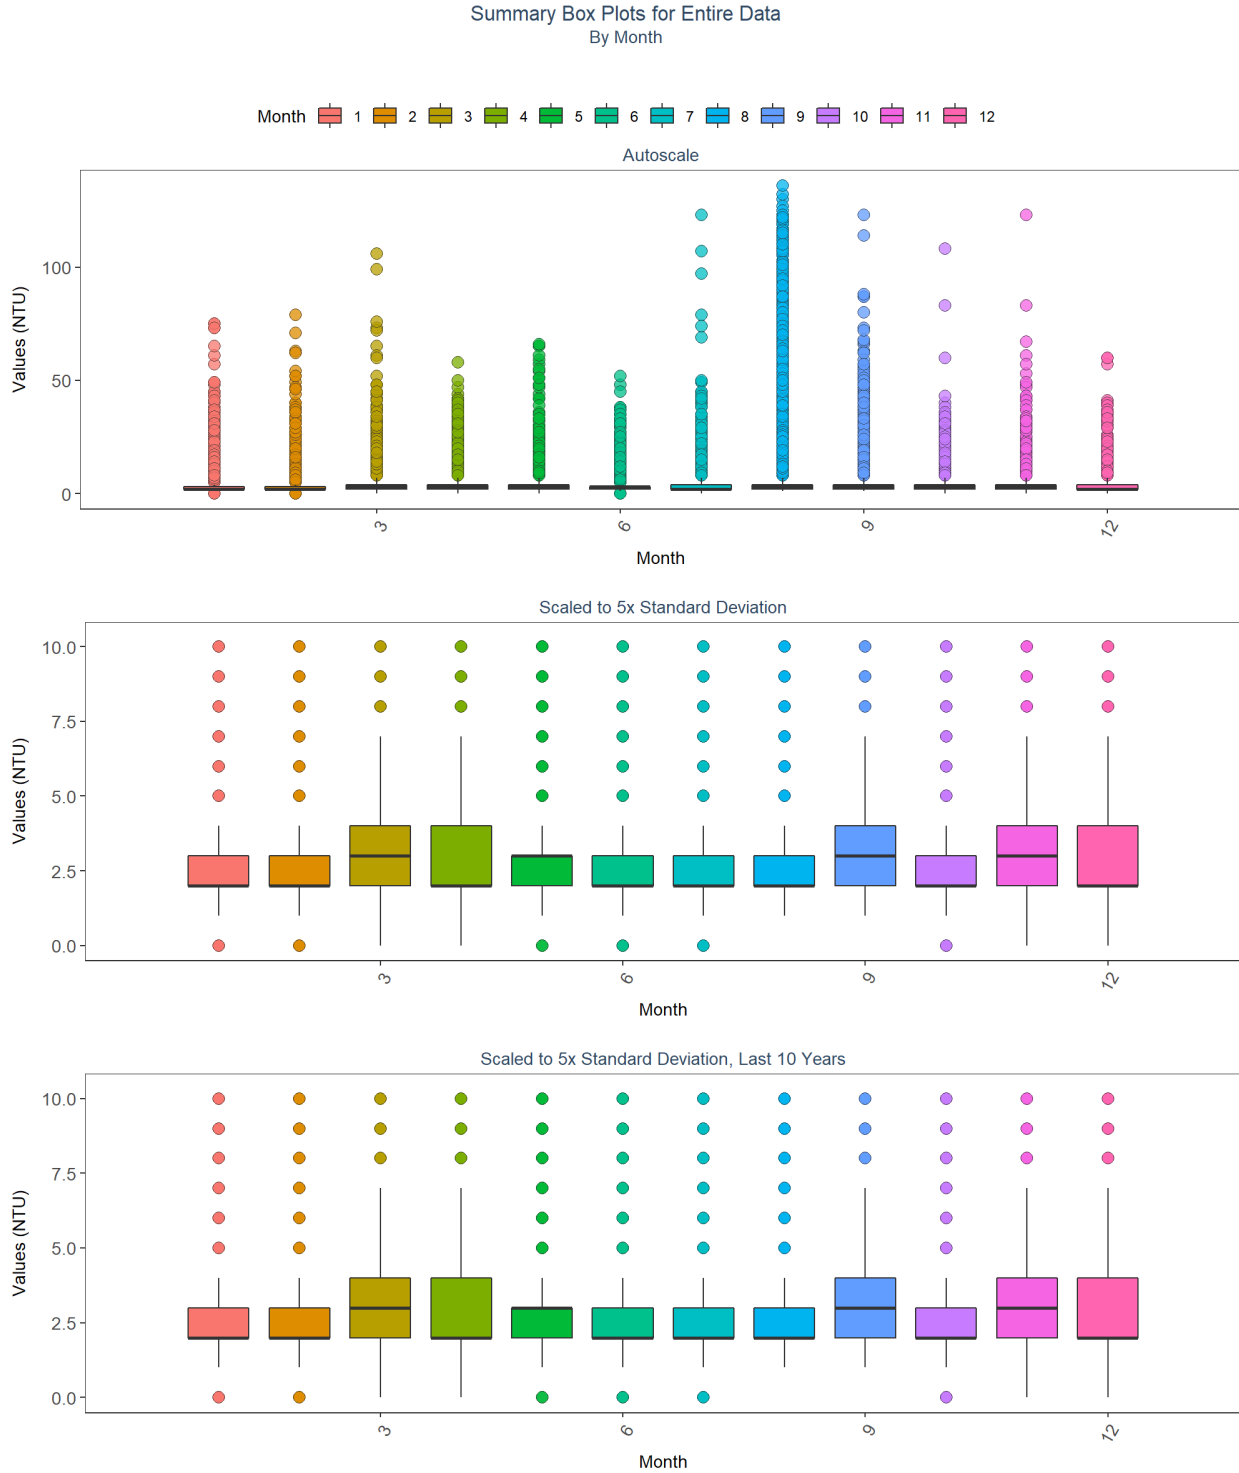 Summary Box Plots for Entire Data
By Month
Month 1 2 3 4 5 6 7 8 9 10 11 12
Autoscale
Values (NTU)
100
50
0
3 6 9 12
Month
Scaled to 5x Standard Deviation
Values (NTU)
10.0
7.5
5.0
2.5
0.0
3 6 9 12
Month
Scaled to 5x Standard Deviation, Last 10 Years
Values (NTU)
10.0
7.5
5.0
2.5
0.0
3 6 9 12
Month